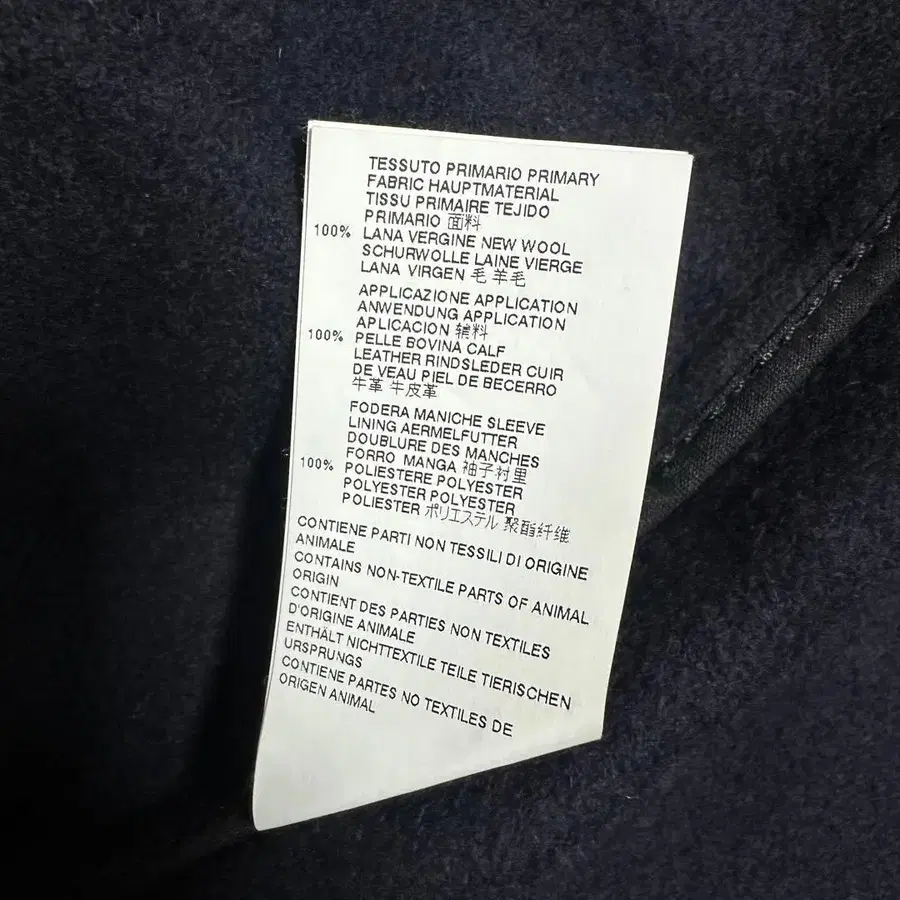 TESSUTO PRIMARIO PRIMARY
FABRIC HAUPTMATERIAL
TISSU PRIMAIRE TEJIDO
PRIMARIO 面料
100% LANA VERGINE NEW WOOL
SCHURWOLLE LAINE VIERGE
LANA VIRGEN 毛 羊毛
APPLICAZIONE APPLICATION
ANWENDUNG APPLICATION
APLICACION 辅料
100% PELLE BOVINA CALF
LEATHER RINDSLEDER CUIR
DE VEAU PIEL DE BECERRO
牛革 牛皮革
FODERA MANICHE SLEEVE
LINING AERMELFUTTER
DOUBLURE DES MANCHES
FORRO MANGA 袖子衬里
100% POLIESTERE POLYESTER
POLYESTER POLYESTER
POLIESTER ポリエステル 聚酯纤维
CONTIENE PARTI NON TESSILI DI ORIGINE
ANIMALE
CONTAINS NON-TEXTILE PARTS OF ANIMAL
ORIGIN
CONTIENT DES PARTIES NON TEXTILES
D'ORIGINE ANIMALE
ENTHÄLT NICHTTEXTILE TEILE TIERISCHEN
URSPRUNGS
CONTIENE PARTES NO TEXTILES DE
ORIGEN ANIMAL